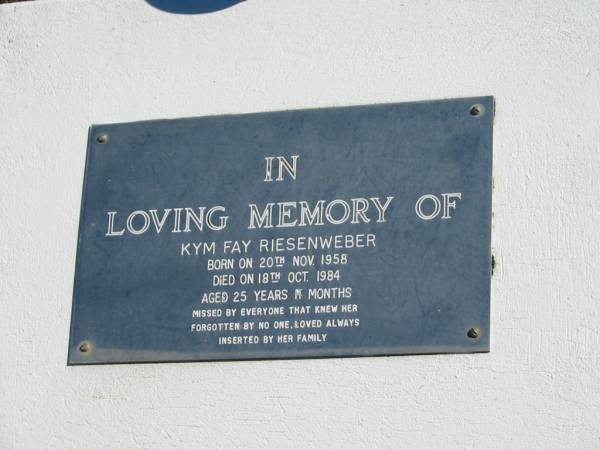 IN
LOVING MEMORY OF
KYM FAY RIESENWEBER
BORN ON 20TH NOV. 1958
DIED ON 18TH OCT. 1984
AGED 25 YEARS MONTHS
MISSED BY EVERYONE THAT KNEW HER
FORGOTTEN BY NO ONE, LOVED ALWAYS
INSERTED BY HER FAMILY